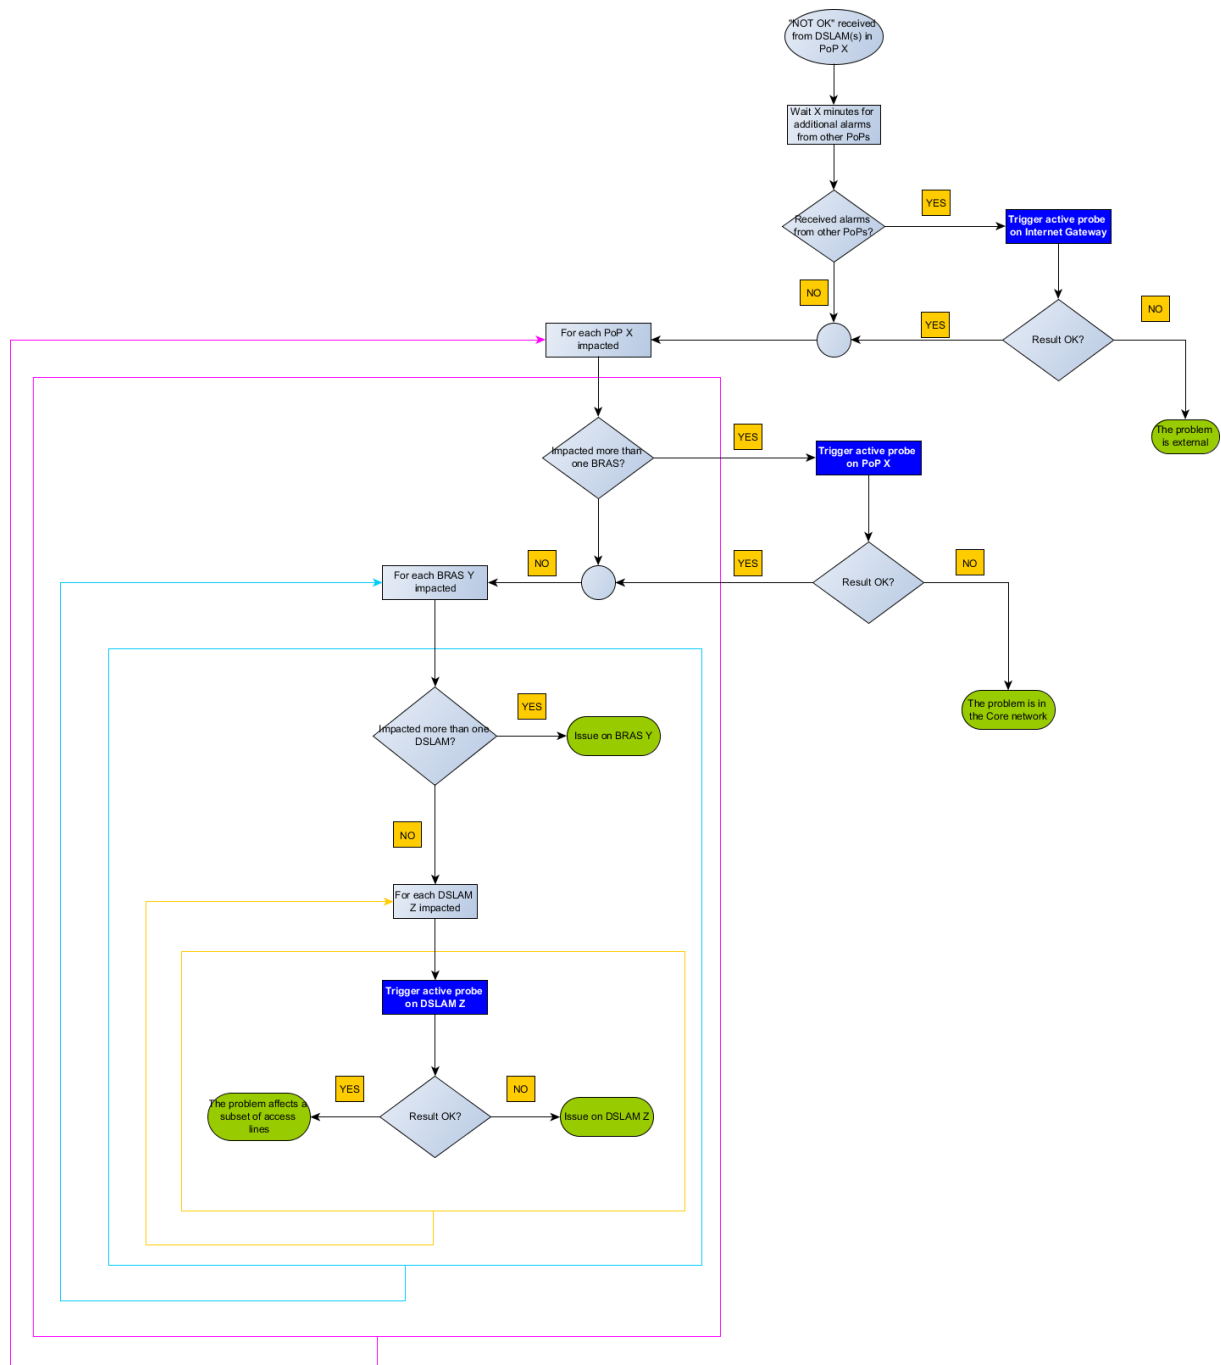 "NOT OK" received
from DSLAM(s) in
PoP X
Wait X minutes for
additional alarms
from other PoPs
Received alarms
from other PoPs?
YES
Trigger active probe
on Internet Gateway
NO
YES
Result OK?
NO
For each PoP X
impacted
The problem
is external
Impacted more than
one BRAS?
YES
Trigger active probe
on PoP X
For each BRAS Y
impacted
NO
YES
Result OK?
NO
The problem is in
the Core network
Impacted more than one
DSLAM?
YES
Issue on BRAS Y
NO
For each DSLAM
Z impacted
Trigger active probe
on DSLAM Z
The problem affects a
subset of access
lines
YES
Result OK?
NO
Issue on DSLAM Z